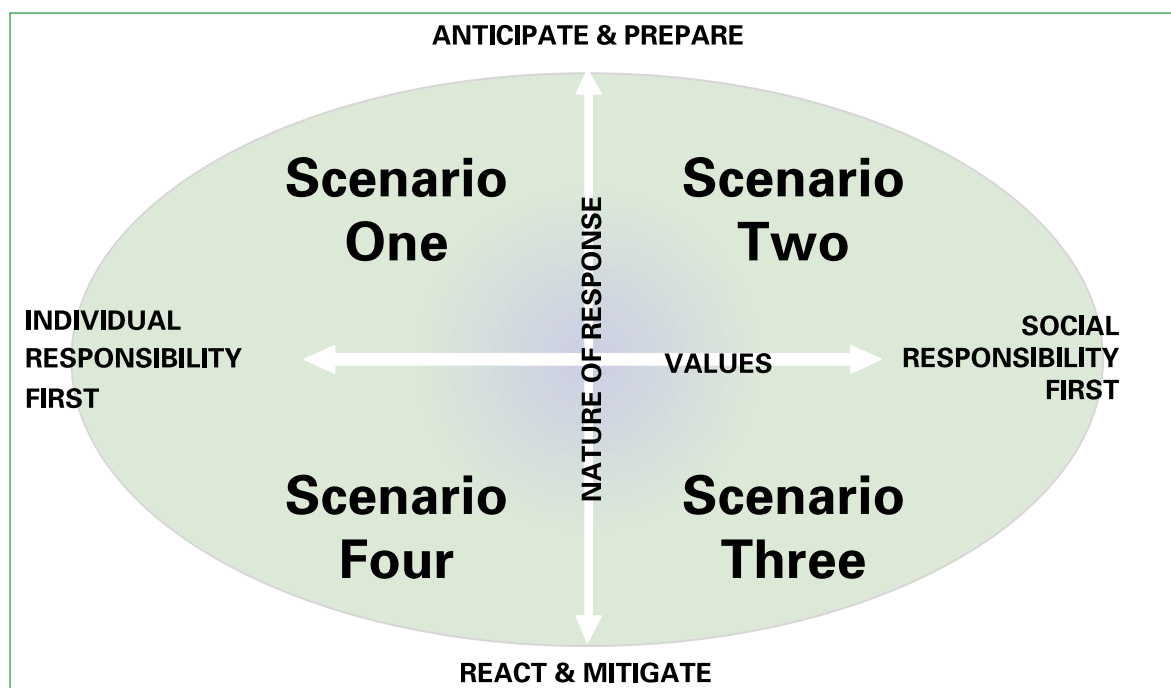 ANTICIPATE & PREPARE
Scenario
One
Scenario
Two
NATURE OF RESPONSE
INDIVIDUAL
RESPONSIBILITY
FIRST
VALUES
SOCIAL
RESPONSIBILITY
FIRST
Scenario
Four
Scenario
Three
REACT & MITIGATE